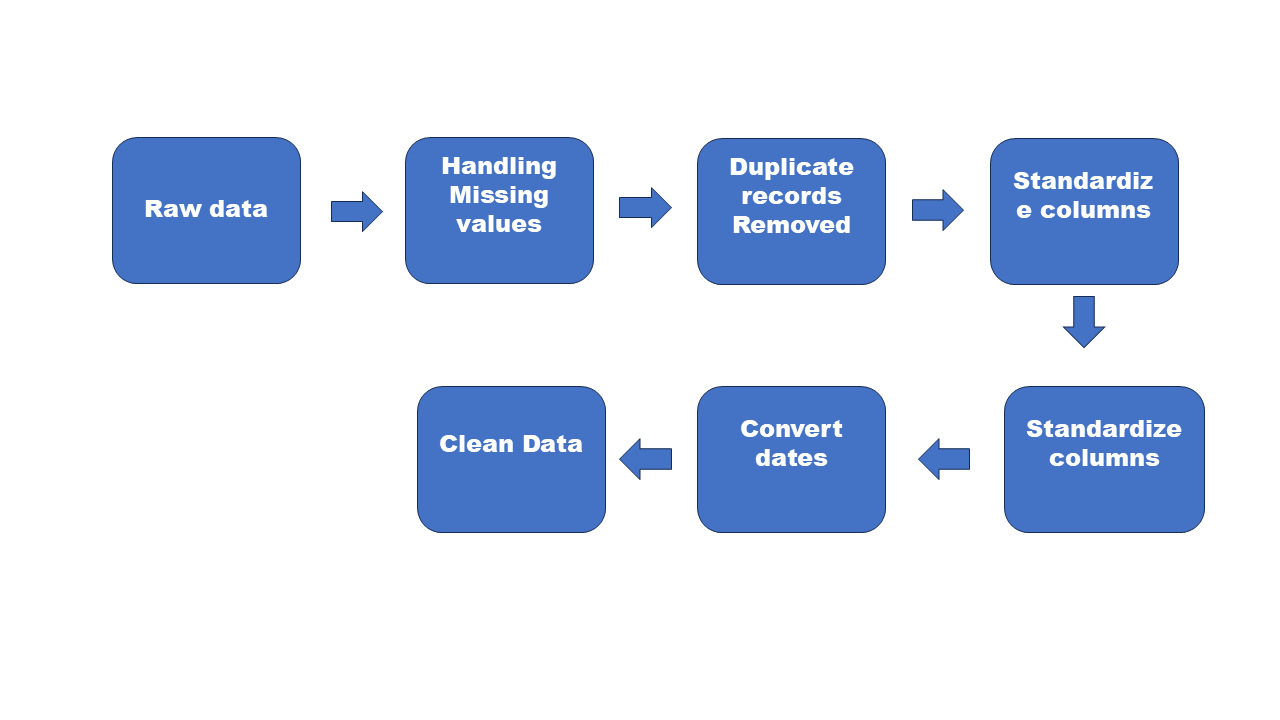 Raw data
Handling
Missing
values
Duplicate
records
Removed
Standardiz
e columns
Standardize
columns
Convert
dates
Clean Data